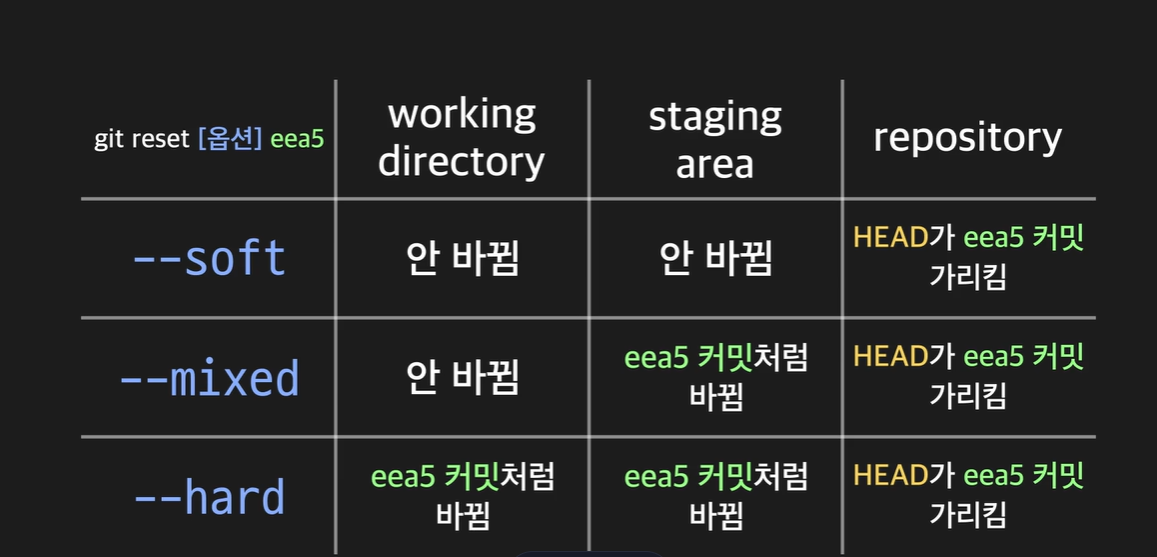 git reset [옵션] eea5
working
directory
staging
area
repository
--soft
안 바뀜
안 바뀜
HEAD가 eea5 커밋
가리킴
--mixed
안 바뀜
eea5 커밋처럼
바뀜
HEAD가 eea5 커밋
가리킴
--hard
eea5 커밋처럼
바뀜
eea5 커밋처럼
바뀜
HEAD가 eea5 커밋
가리킴